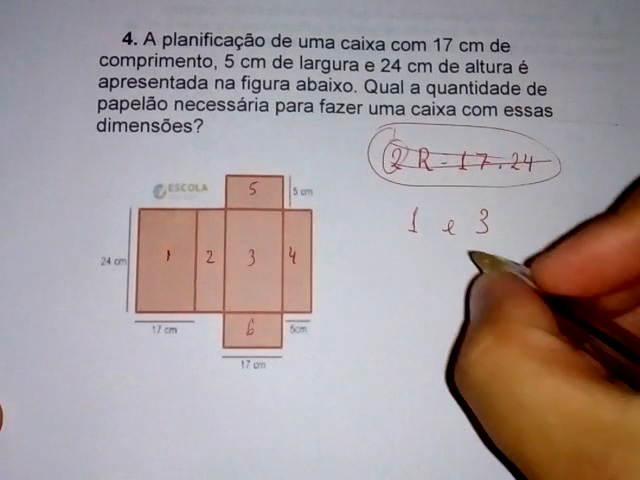 4. A planificação de uma caixa com 17 cm de
comprimento, 5 cm de largura e 24 cm de altura é
apresentada na figura abaixo. Qual a quantidade de
papelão necessária para fazer uma caixa com essas
dimensões?
2 R - 17.24
ESCOLA
5
5 cm
1 e 3
24 cm
1
2
3
4
17 cm
6
5cm
17 cm